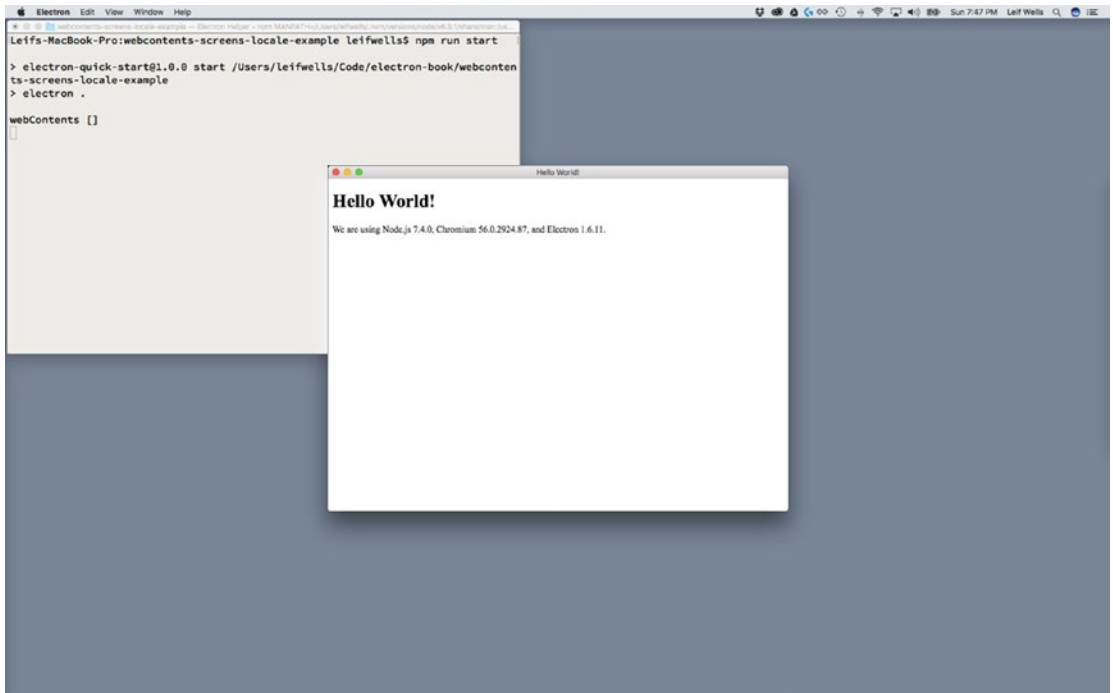 Electron Edit View Window Help
Sun 7:47 PM Leif Wells
Leifs-MacBook-Pro:webcontents-screens-locale-example leifwells$ npm run start
> electron-quick-start@1.0.0 start /Users/leifwells/Code/electron-book/webconten
ts-screens-locale-example
> electron .
webContents []
Hello World!
Hello World!
We are using Node.js 7.4.0, Chromium 56.0.2924.87, and Electron 1.6.11.